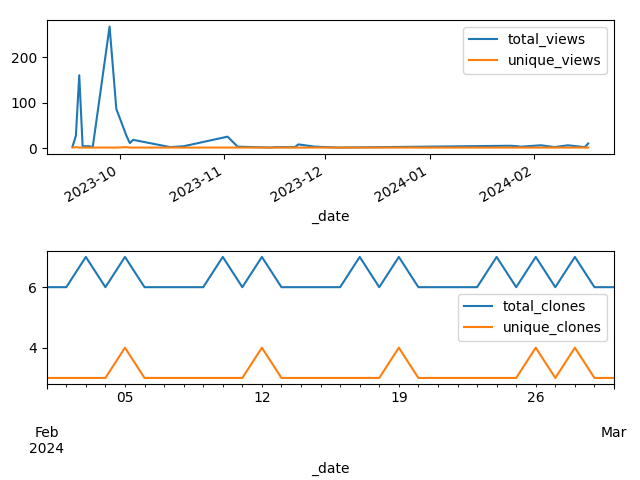 200
100
0
total_views
unique_views
2023-10
2023-11
2023-12
2024-01
2024-02
_date
6
4
total_clones
unique_clones
05
12
19
26
Feb
2024
Mar
_date